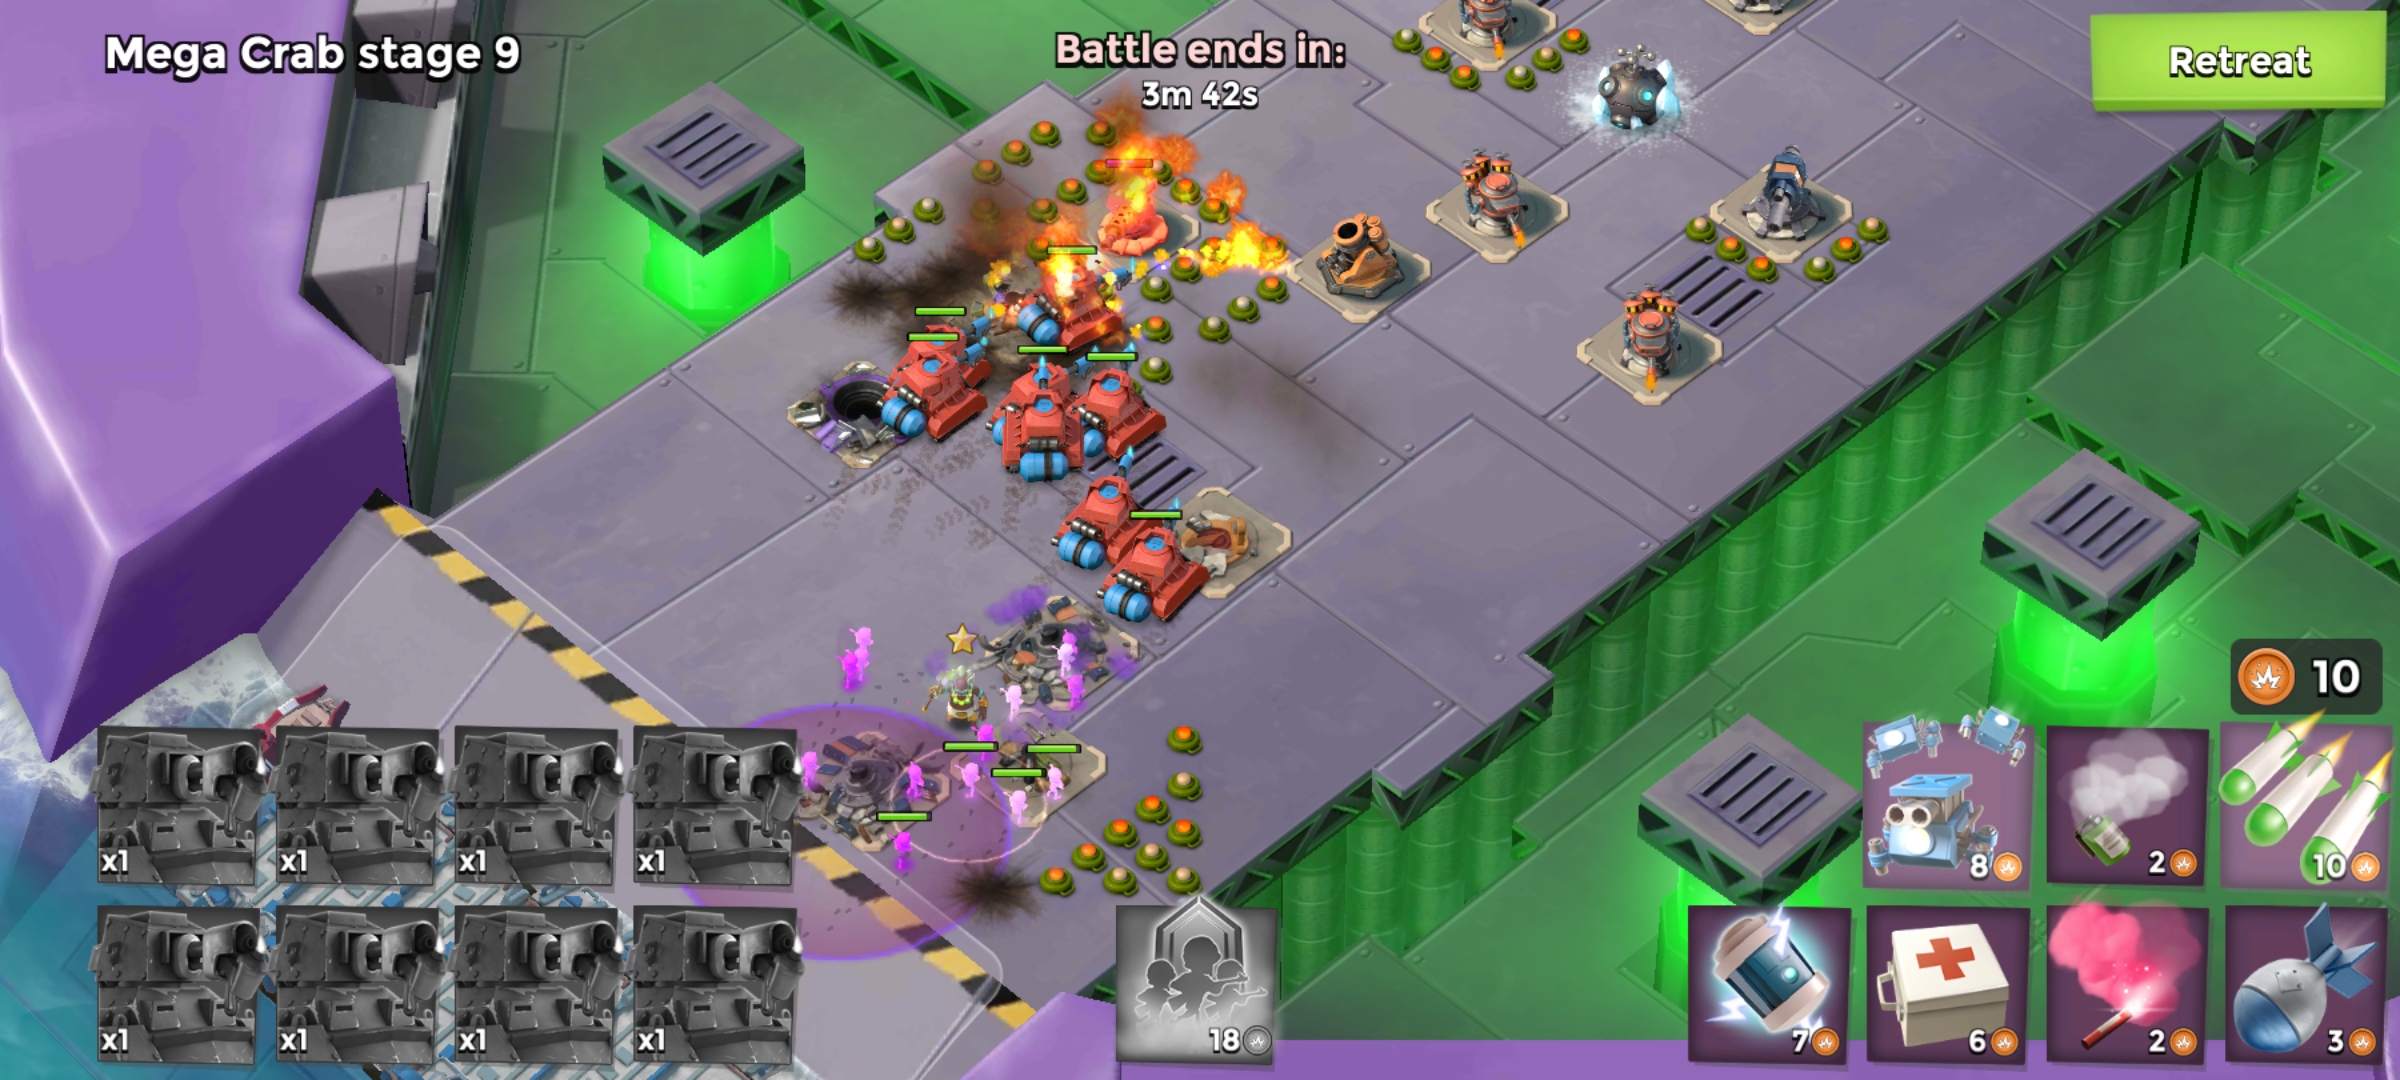 Mega Crab stage 9
Battle ends in:
3m 42s
Retreat
10
8
2
10
x1
x1
x1
x1
x1
x1
x1
x1
18
7
6
2
3